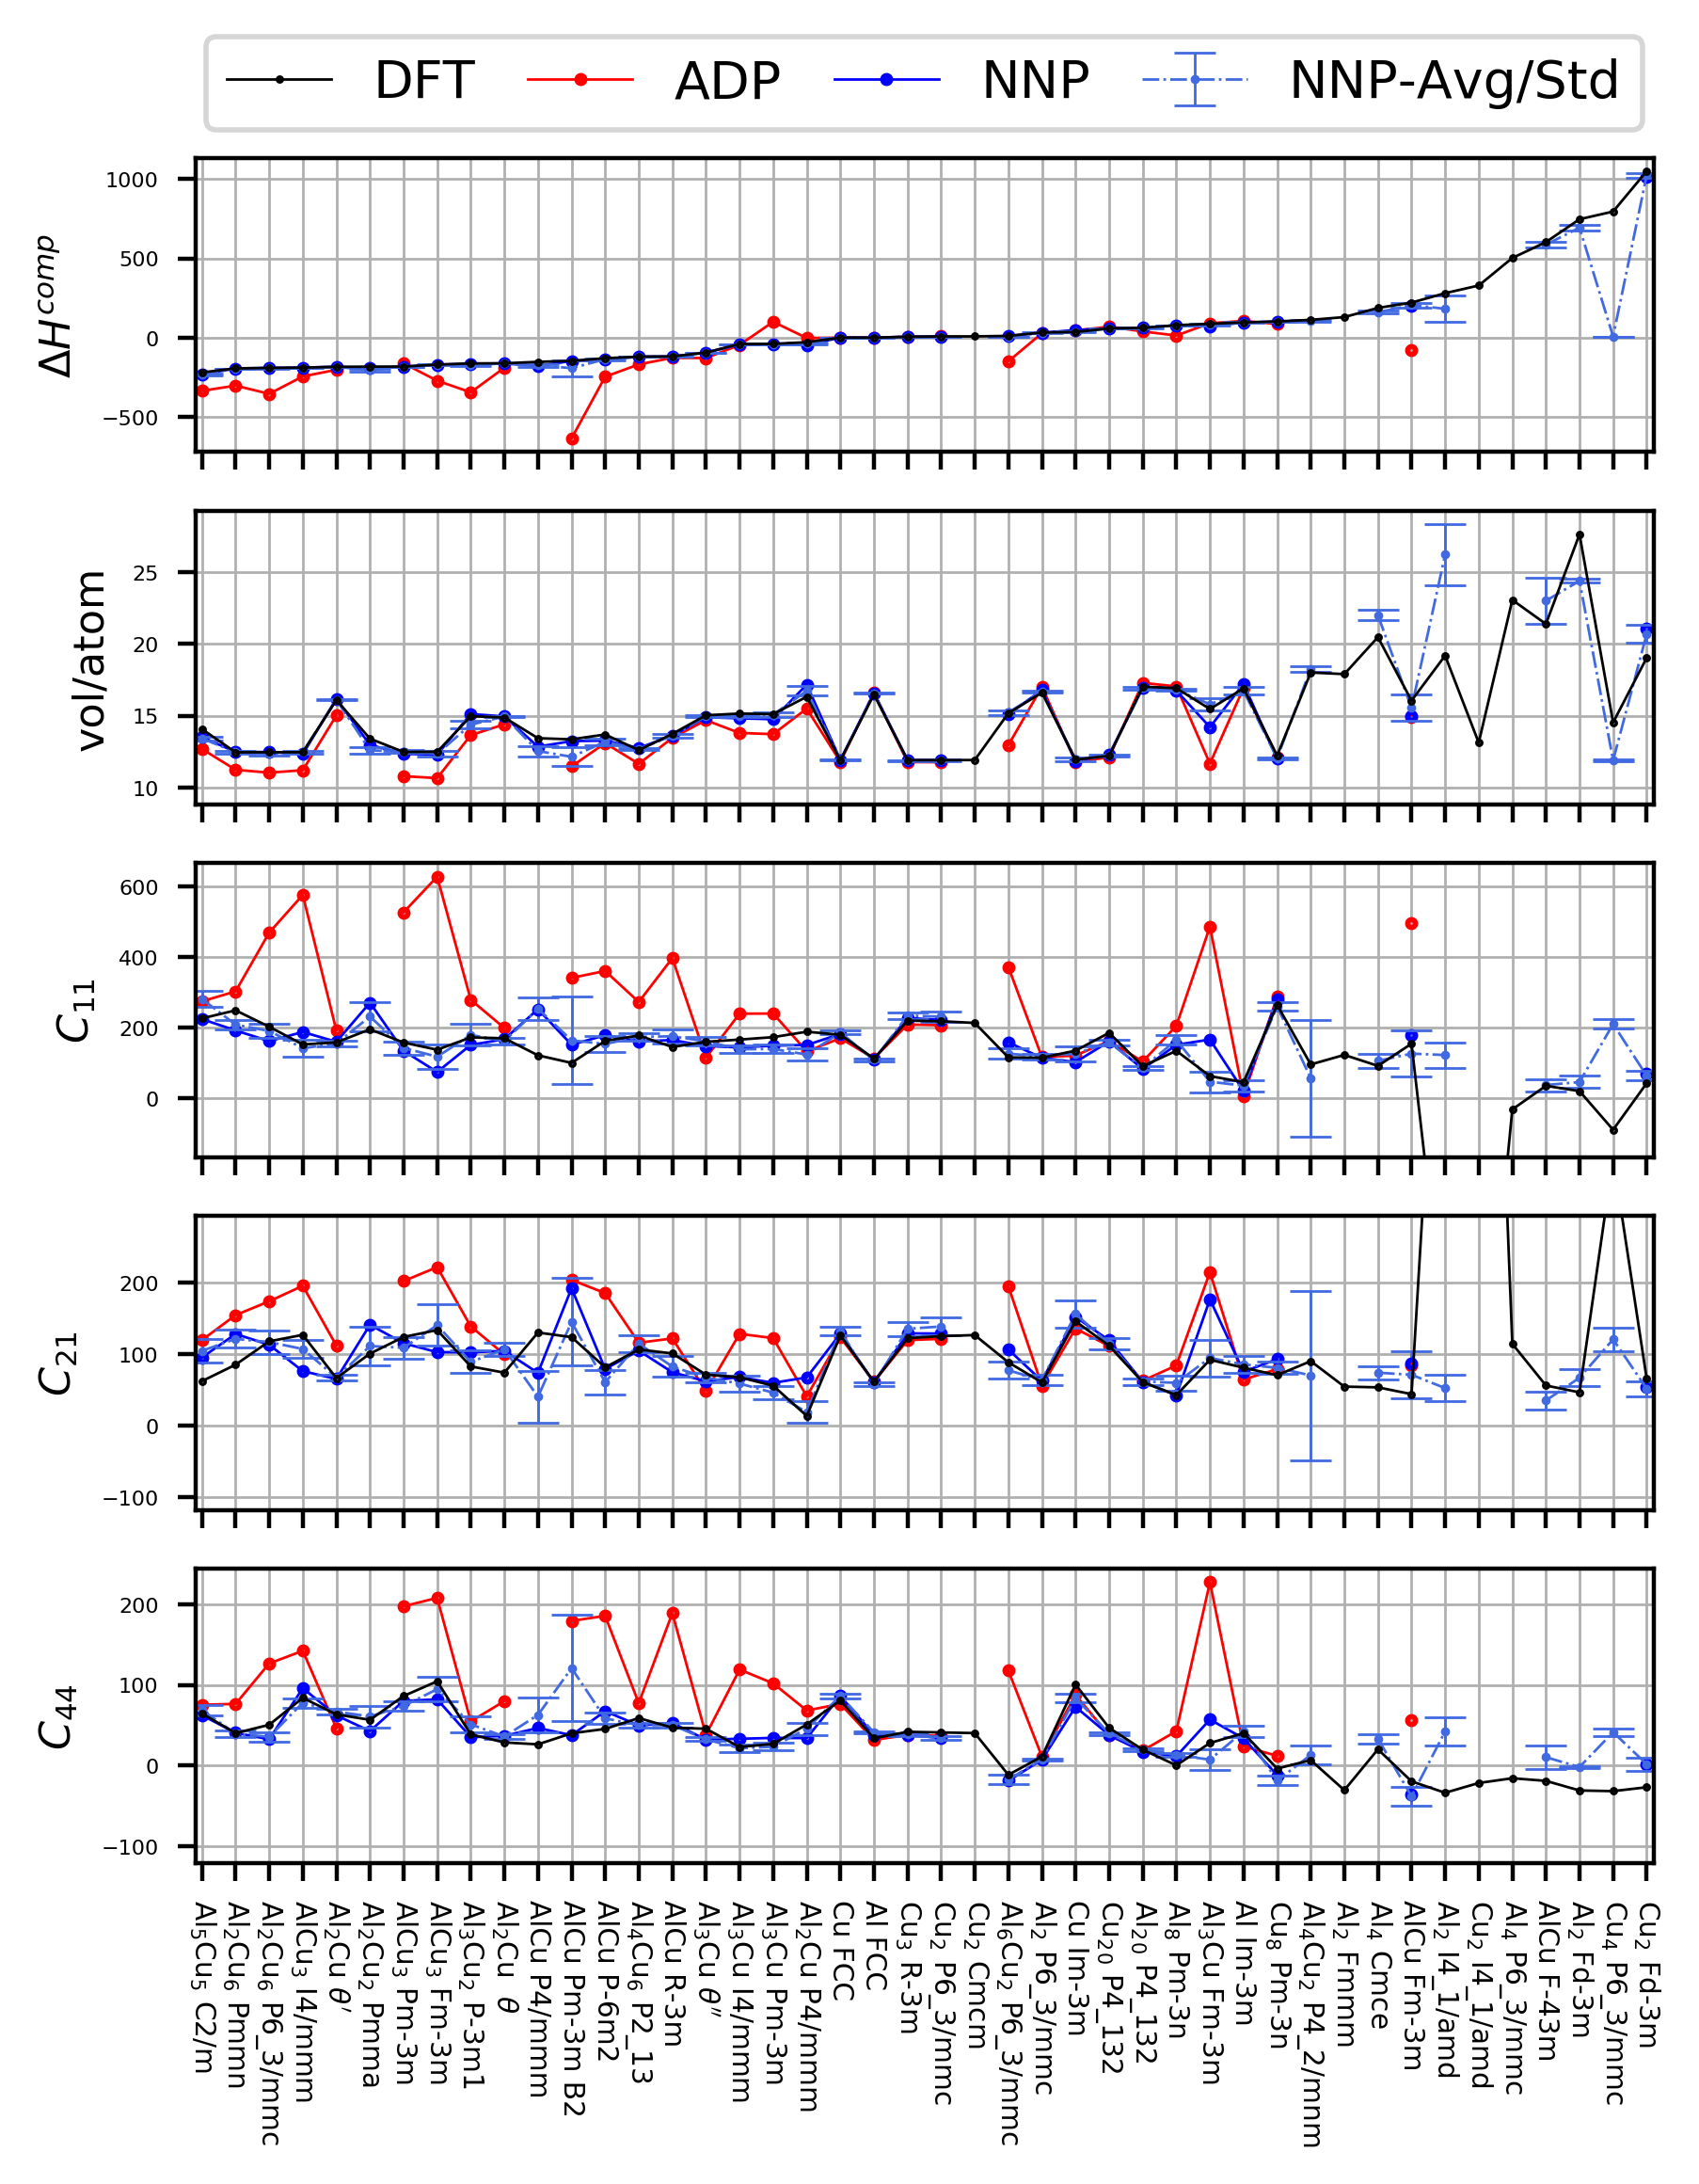 DFT ADP NNP NNP-Avg/Std
1000
500
0
−500
ΔH^comp
25
20
15
10
vol/atom
600
400
200
0
C₁₁
200
100
0
−100
C₂₁
200
100
0
−100
C₄₄
Al₅Cu₅ C2/m
Al₂Cu₆ Pmmn
Al₂Cu₆ P6_3/mmc
AlCu₃ I4/mmm
Al₂Cu θ′
Al₂Cu₂ Pmma
AlCu₃ Pm-3m
AlCu₃ Fm-3m
Al₃Cu₂ P-3m1
Al₂Cu θ
AlCu P4/mmm
AlCu Pm-3m B2
AlCu P-6m2
Al₄Cu₆ P2_13
AlCu R-3m
Al₃Cu θ″
Al₃Cu I4/mmm
Al₃Cu Pm-3m
Al₂Cu P4/mmm
Cu FCC
Al FCC
Cu₃ R-3m
Cu₂ P6_3/mmc
Cu₂ Cmcm
Al₆Cu₂ P6_3/mmc
Al₂ P6_3/mmc
Cu Im-3m
Cu₂₀ P4_132
Al₂₀ P4_132
Al₈ Pm-3n
Al₃Cu Fm-3m
Al Im-3m
Cu₈ Pm-3n
Al₄Cu₂ P4_2/mnm
Al₂ Fmmm
Al₄ Cmce
AlCu Fm-3m
Al₂ I4_1/amd
Cu₂ I4_1/amd
Al₄ P6_3/mmc
AlCu F-43m
Al₂ Fd-3m
Cu₄ P6_3/mmc
Cu₂ Fd-3m